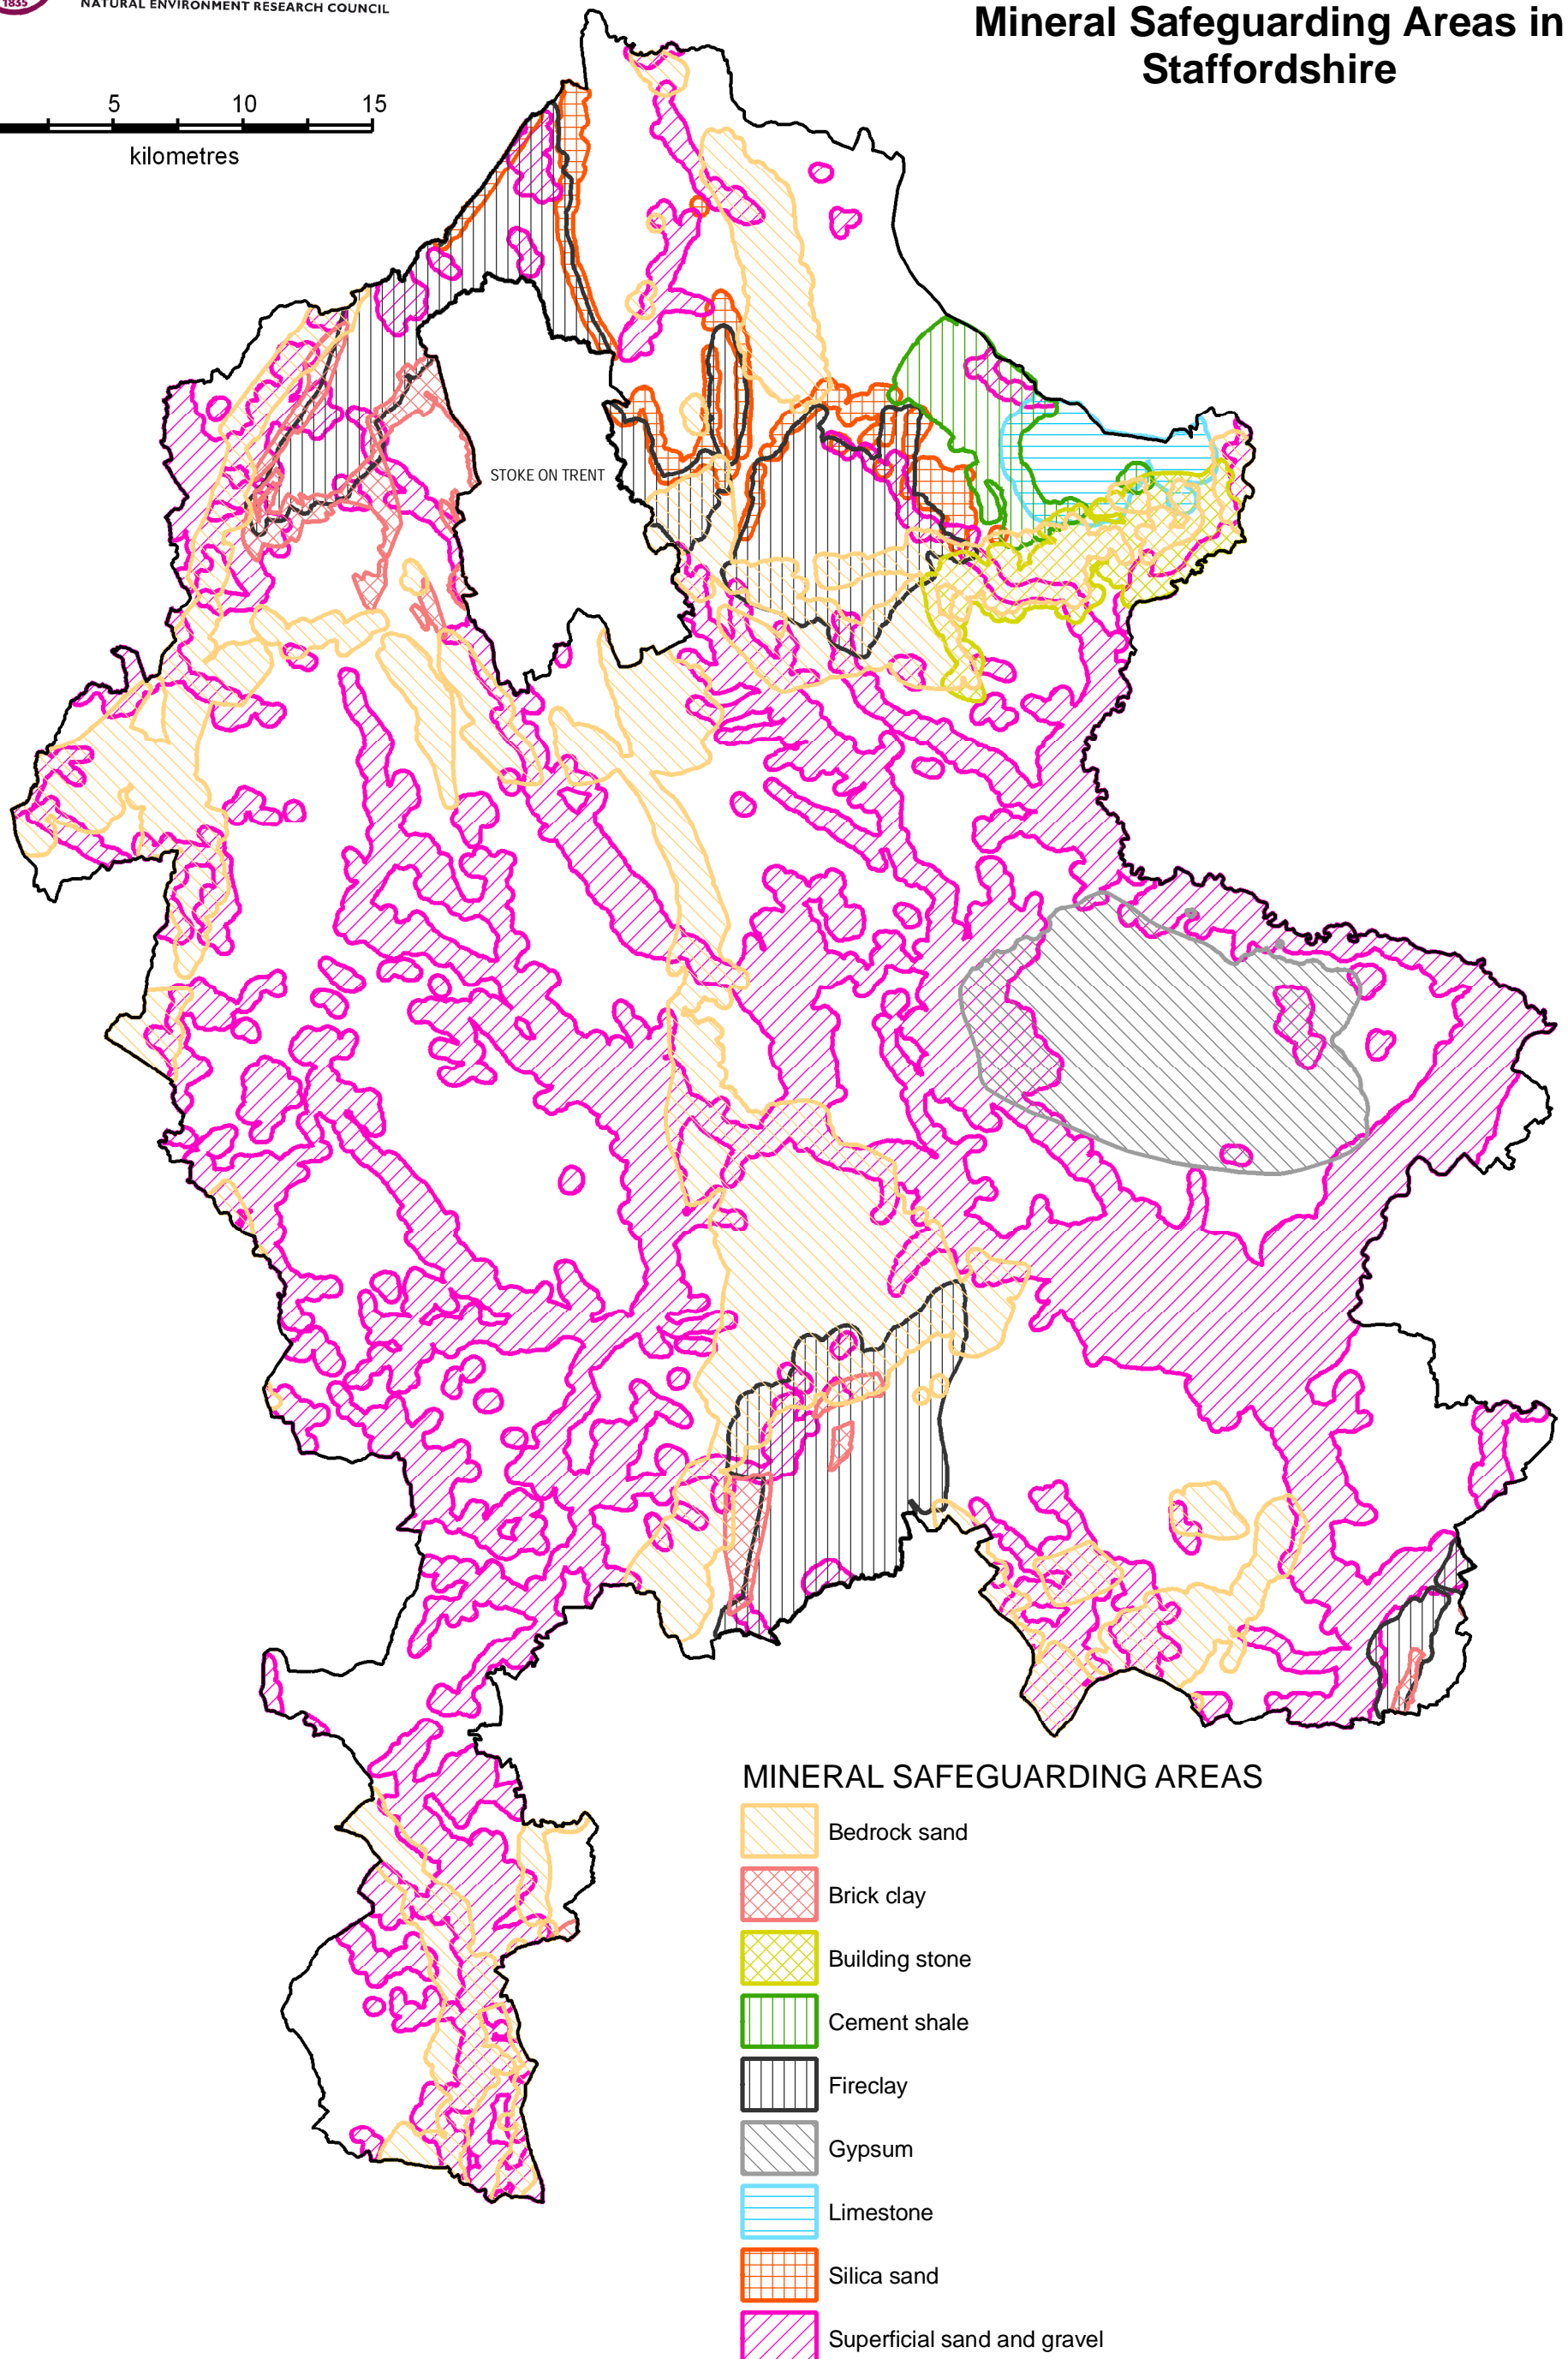 1835
NATURAL ENVIRONMENT RESEARCH COUNCIL
Mineral Safeguarding Areas in
Staffordshire
5 10 15
kilometres
STOKE ON TRENT
MINERAL SAFEGUARDING AREAS
Bedrock sand
Brick clay
Building stone
Cement shale
Fireclay
Gypsum
Limestone
Silica sand
Superficial sand and gravel